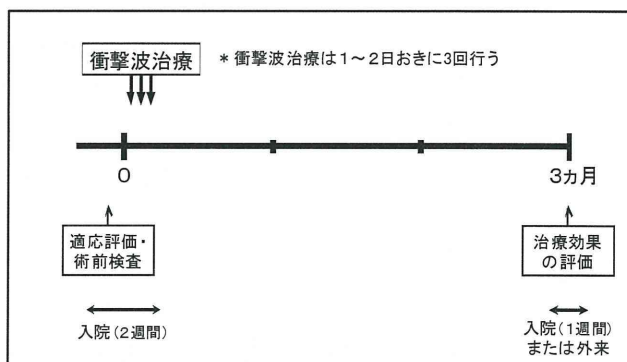 衝撃波治療
＊衝撃波治療は1～2日おきに3回行う
0
3ヵ月
適応評価・
術前検査
治療効果
の評価
入院(2週間)
入院(1週間)
または外来